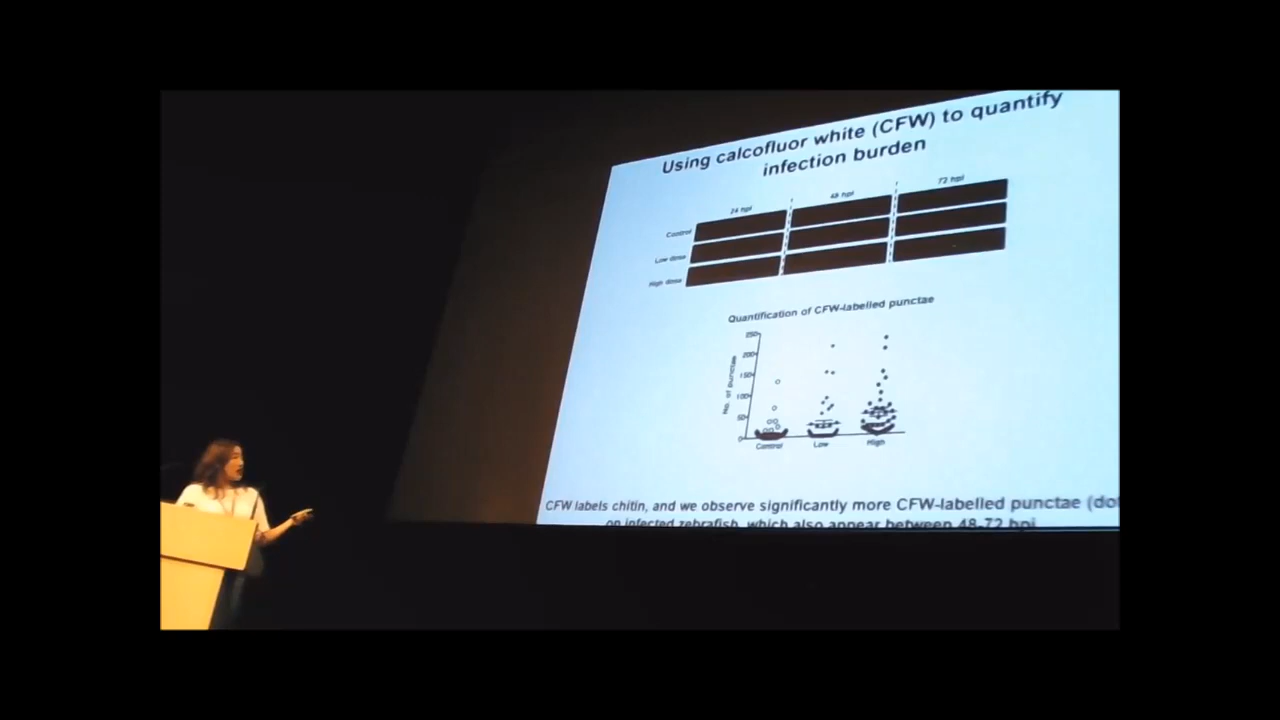 Using calcofluor white (CFW) to quantify
infection burden
24 hpi 48 hpi 72 hpi
Control
Low dose
High dose
Quantification of CFW-labelled punctae
No. of punctae
250
200
150
100
50
0
Control Low High
CFW labels chitin, and we observe significantly more CFW-labelled punctae (dot
on infected zebrafish, which also appear between 48-72 hpi